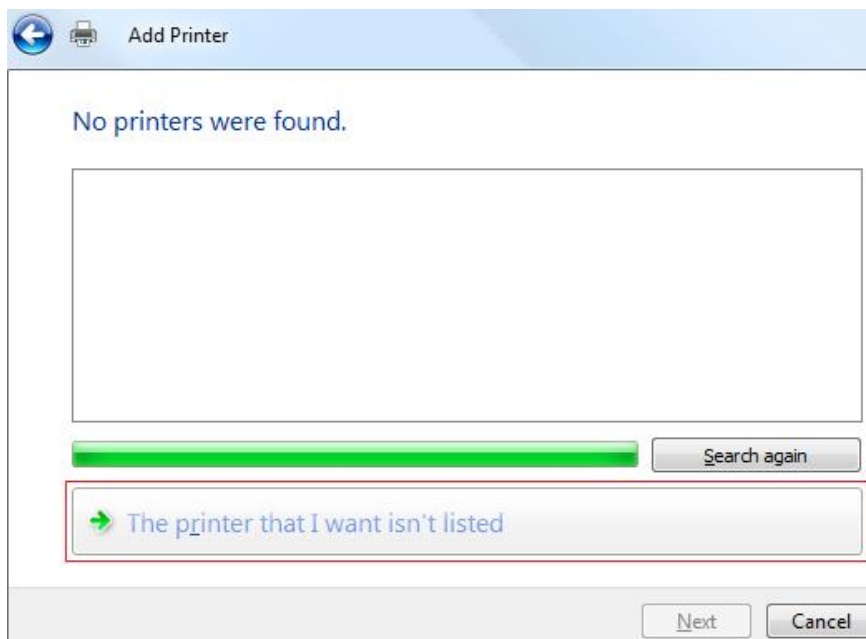 Add Printer
No printers were found.
Search again
The printer that I want isn't listed
Next
Cancel